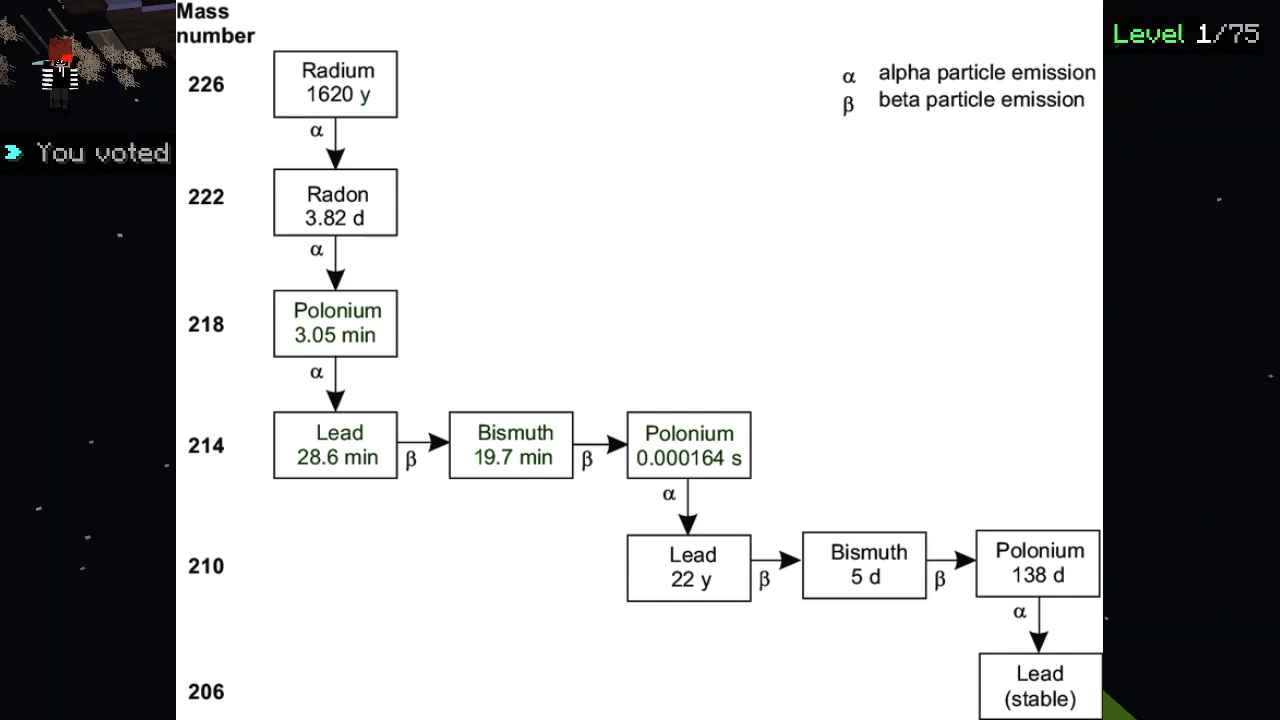 Mass
number
Level 1/75
226
Radium
1620 y
α alpha particle emission
β beta particle emission
α
You voted
222
Radon
3.82 d
α
218
Polonium
3.05 min
α
214
Lead
28.6 min
β
Bismuth
19.7 min
β
Polonium
0.000164 s
α
210
Lead
22 y
β
Bismuth
5 d
β
Polonium
138 d
α
206
Lead
(stable)